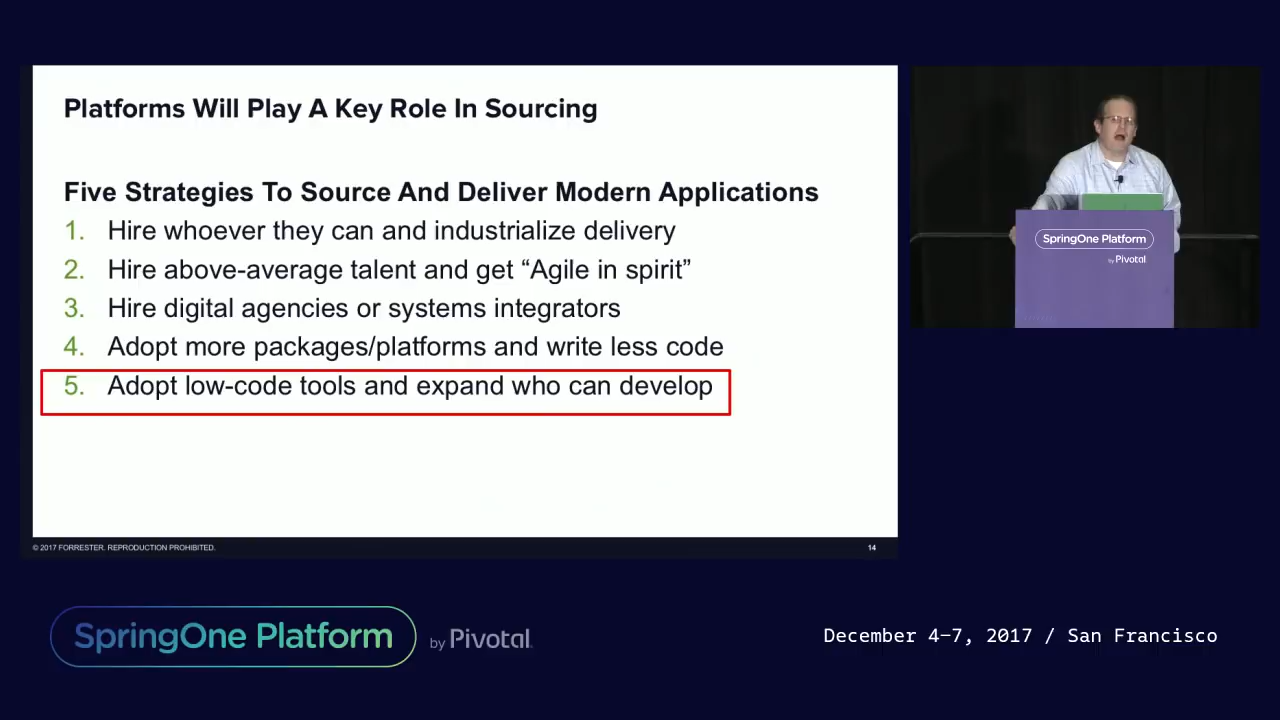 Platforms Will Play A Key Role In Sourcing
Five Strategies To Source And Deliver Modern Applications
1. Hire whoever they can and industrialize delivery
2. Hire above-average talent and get “Agile in spirit”
3. Hire digital agencies or systems integrators
4. Adopt more packages/platforms and write less code
5. Adopt low-code tools and expand who can develop
© 2017 FORRESTER. REPRODUCTION PROHIBITED.
14
SpringOne Platform
by Pivotal
SpringOne Platform by Pivotal.
December 4–7, 2017 / San Francisco